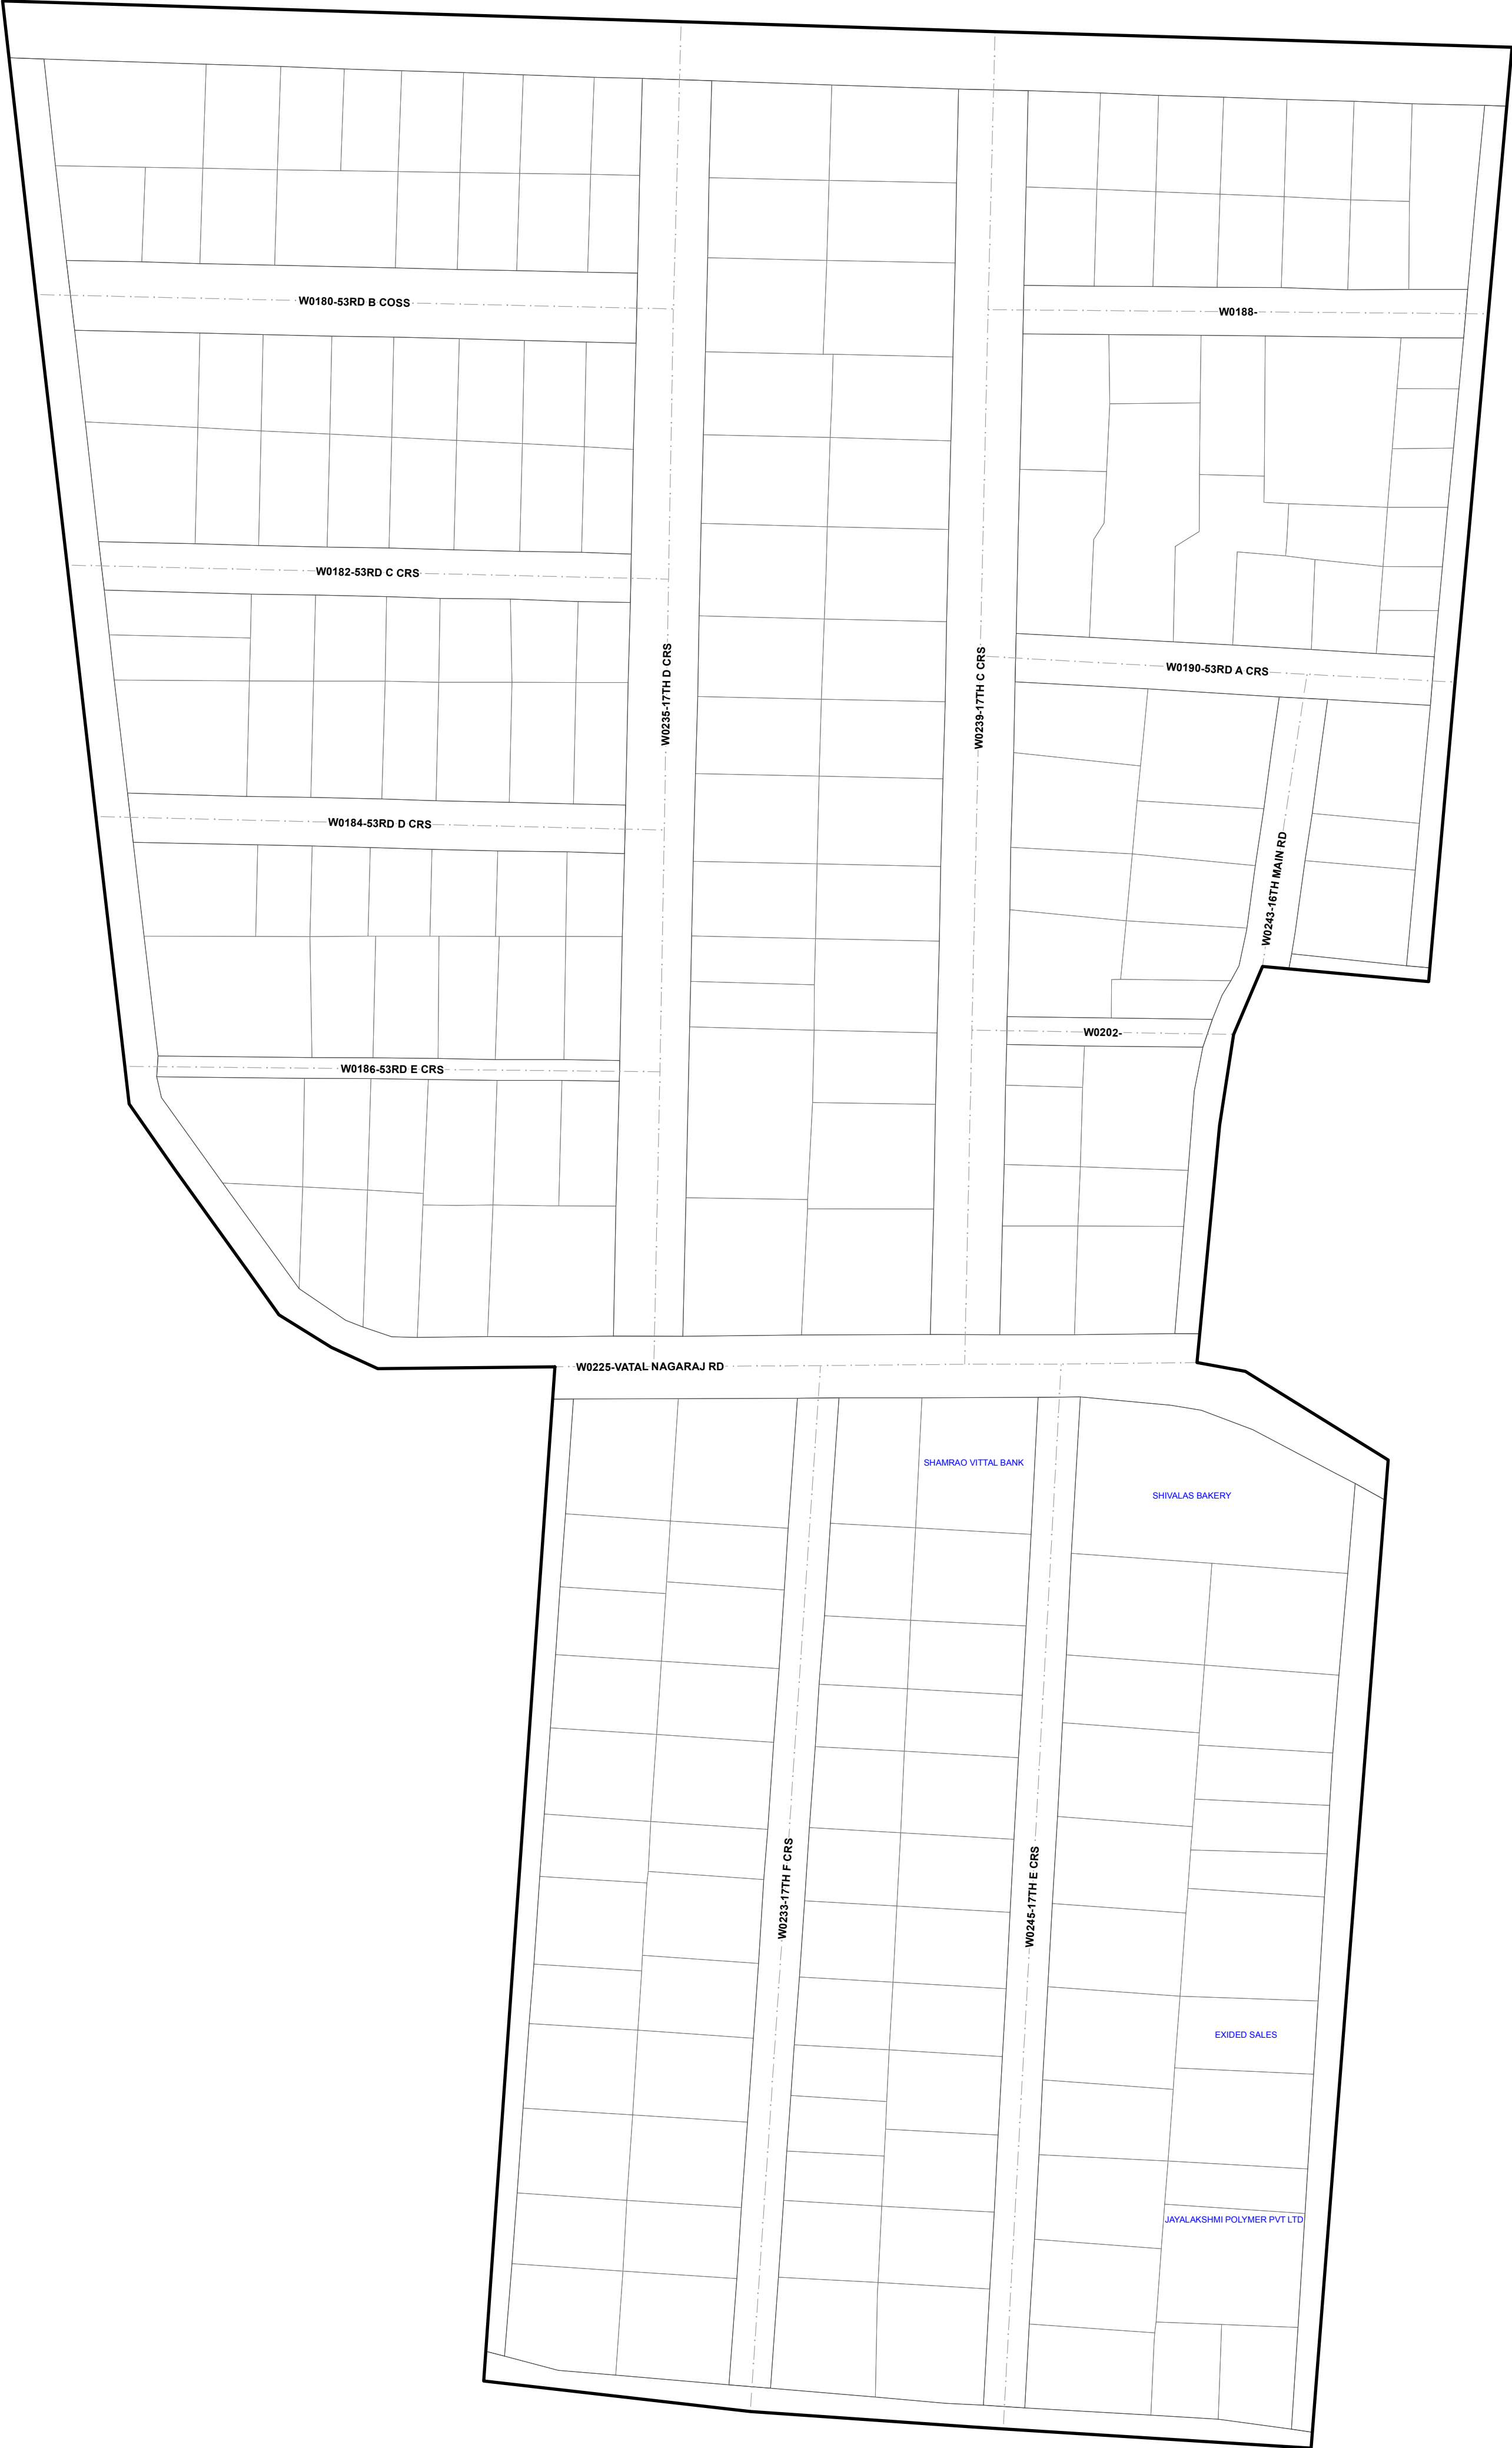 W0180-53RD B COSS
W0188-
W0182-53RD C CRS
W0235-17TH D CRS
W0239-17TH C CRS
W0190-53RD A CRS
W0184-53RD D CRS
W0243-16TH MAIN RD
W0202-
W0186-53RD E CRS
W0225-VATAL NAGARAJ RD
SHAMRAO VITTAL BANK
SHIVALAS BAKERY
W0233-17TH F CRS
W0245-17TH E CRS
EXIDED SALES
JAYALAKSHMI POLYMER PVT LTD